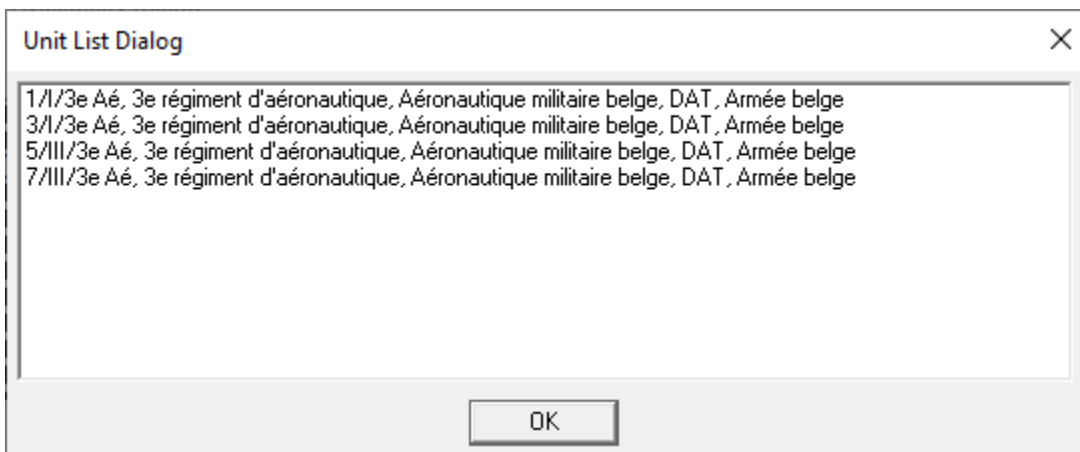 Unit List Dialog
1/I/3e Aé, 3e régiment d'aéronautique, Aéronautique militaire belge, DAT, Armée belge
3/I/3e Aé, 3e régiment d'aéronautique, Aéronautique militaire belge, DAT, Armée belge
5/III/3e Aé, 3e régiment d'aéronautique, Aéronautique militaire belge, DAT, Armée belge
7/III/3e Aé, 3e régiment d'aéronautique, Aéronautique militaire belge, DAT, Armée belge
OK